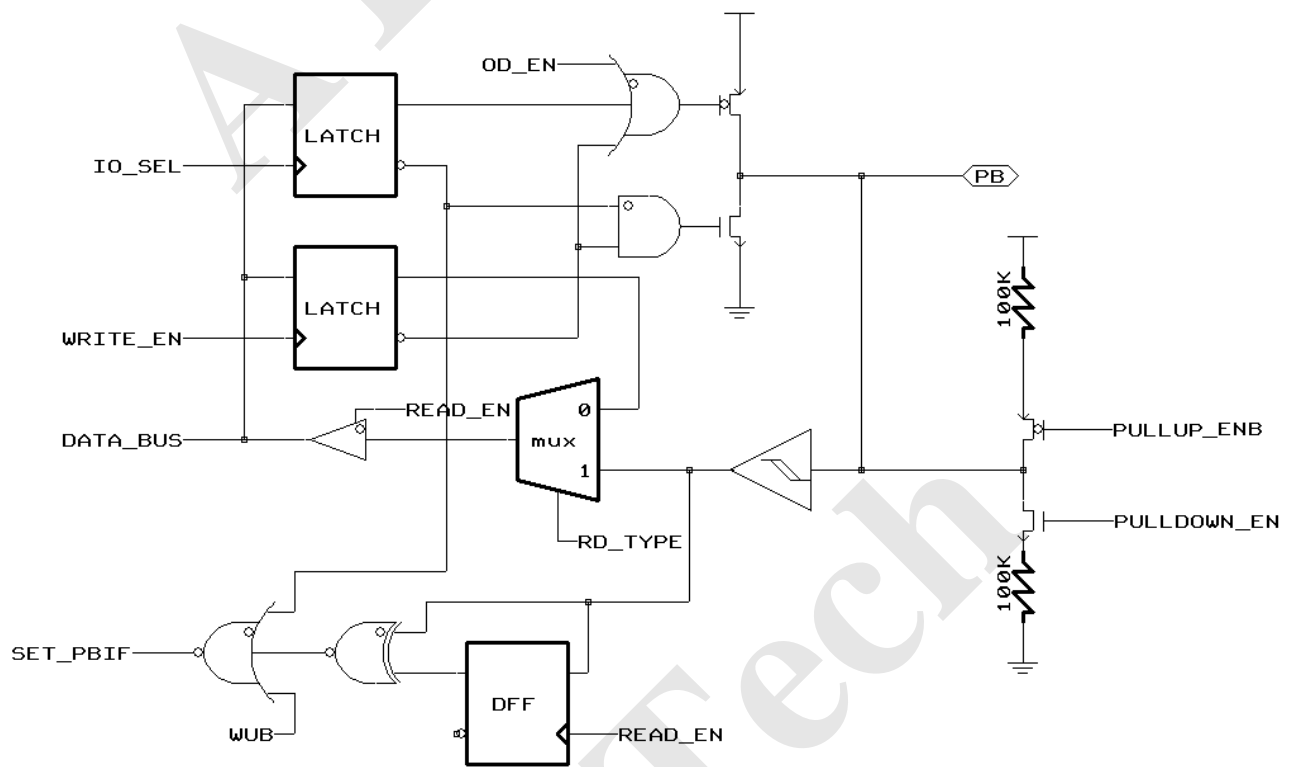 OD_EN
LATCH
IO_SEL
PB
LATCH
WRITE_EN
100K
READ_EN
0
DATA_BUS
mux
PULLUP_ENB
1
PULLDOWN_EN
RD_TYPE
100K
SET_PBIF
DFF
WUB
READ_EN
Tech